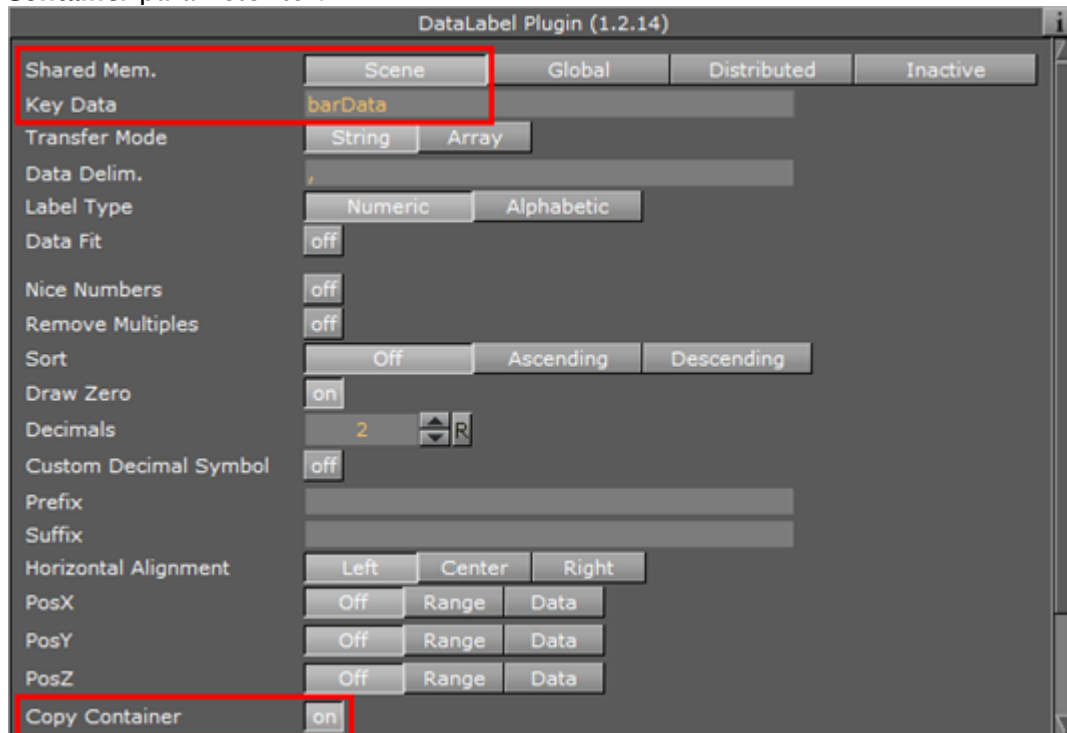 DataLabel Plugin (1.2.14) i
Shared Mem. Scene Global Distributed Inactive
Key Data barData
Transfer Mode String Array
Data Delim. ,
Label Type Numeric Alphabetic
Data Fit off
Nice Numbers off
Remove Multiples off
Sort Off Ascending Descending
Draw Zero on
Decimals 2 R
Custom Decimal Symbol off
Prefix
Suffix
Horizontal Alignment Left Center Right
PosX Off Range Data
PosY Off Range Data
PosZ Off Range Data
Copy Container on